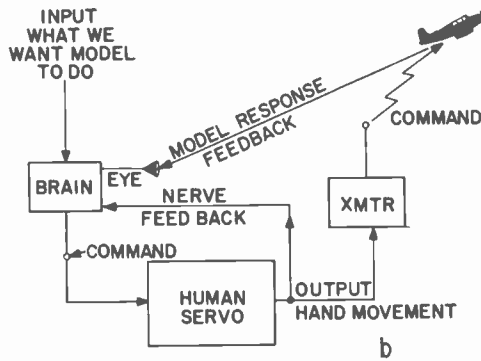 INPUT
WHAT WE
WANT MODEL
TO DO
MODEL RESPONSE
FEEDBACK
COMMAND
EYE
BRAIN
NERVE
FEED BACK
XMTR
COMMAND
HUMAN
SERVO
OUTPUT
HAND MOVEMENT
b